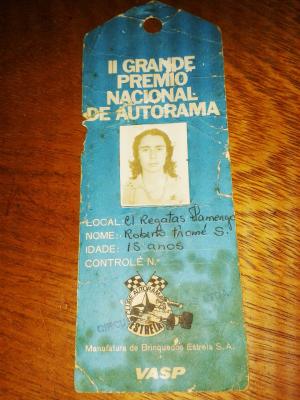 II GRANDE
PREMIO
NACIONAL
DE AUTORAMA
LOCAL: Cl Regatas Flamengo
NOME: Roberto Thomé S.
IDADE: 15 anos
CONTROLÉ N.º
ESTRELA
Manufatura de Brinquedos Estrela S.A.
VASP